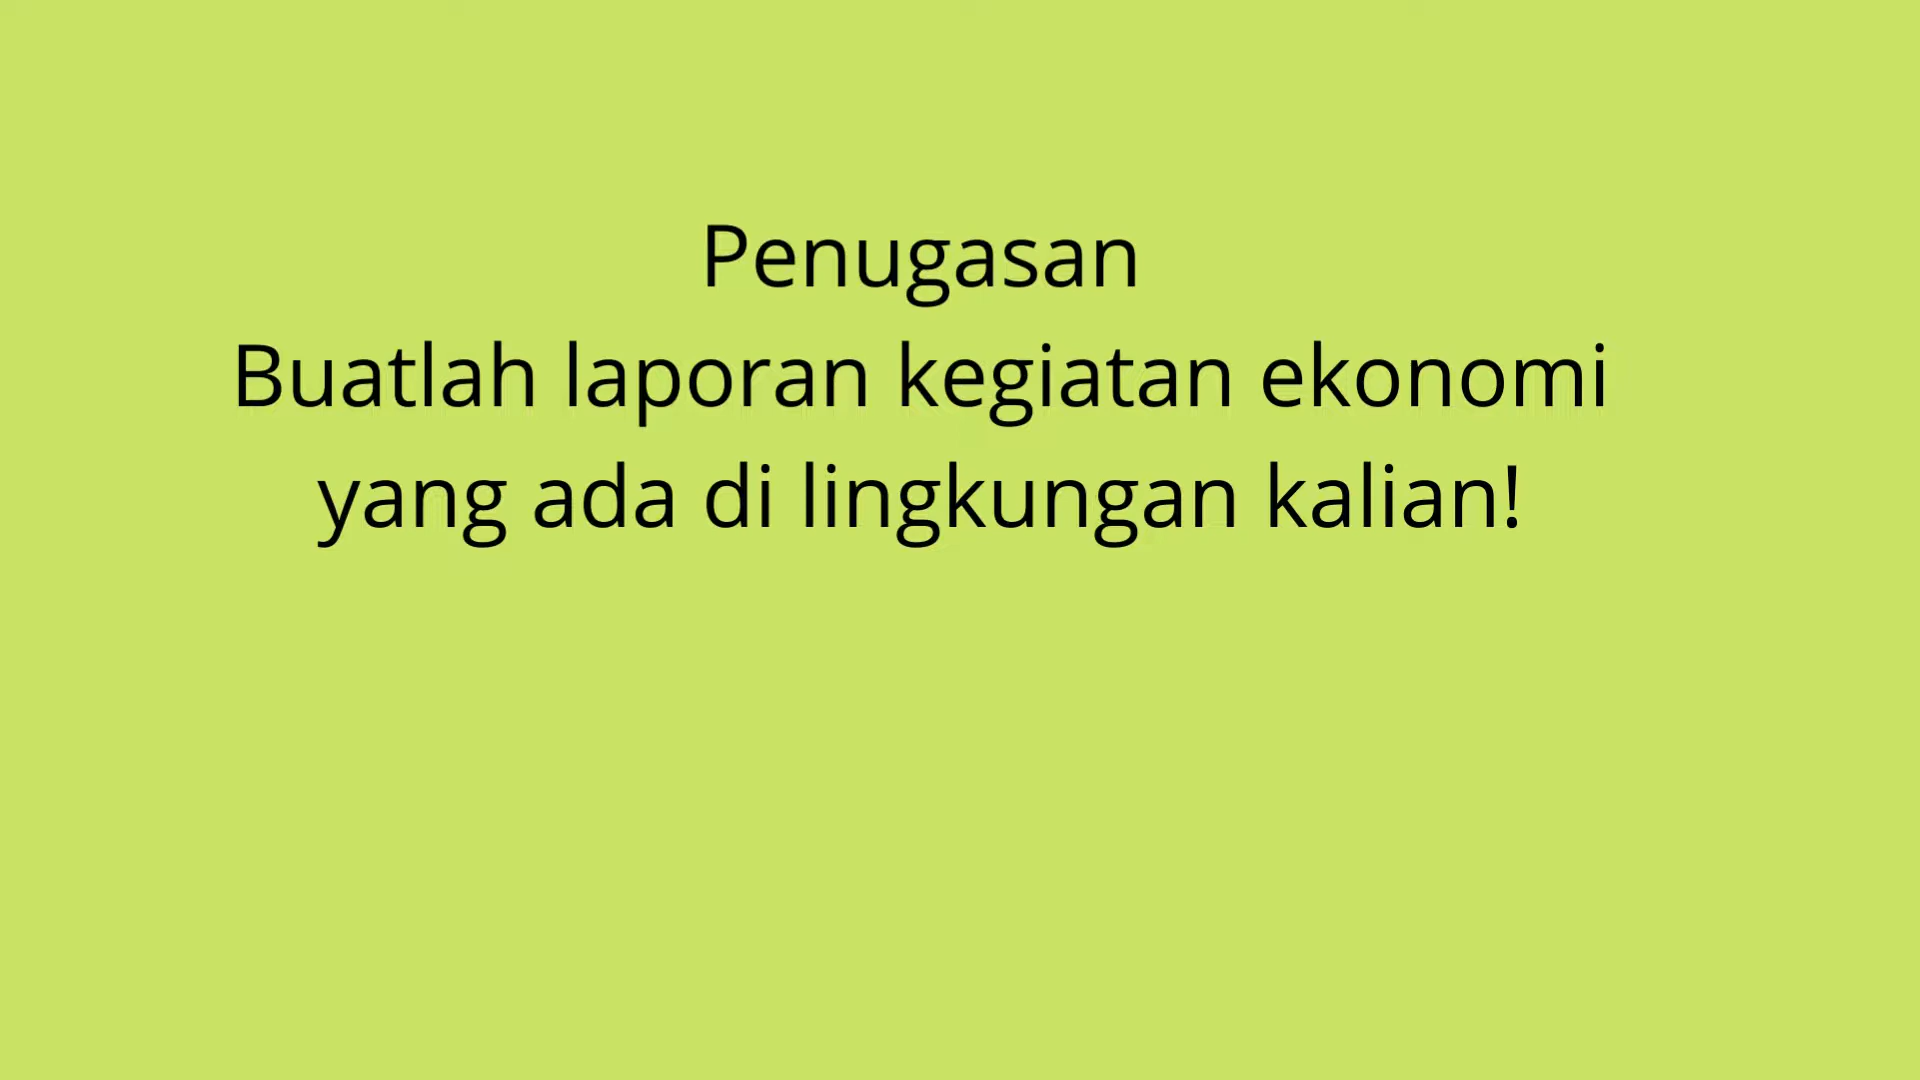 Penugasan
Buatlah laporan kegiatan ekonomi
yang ada di lingkungan kalian!